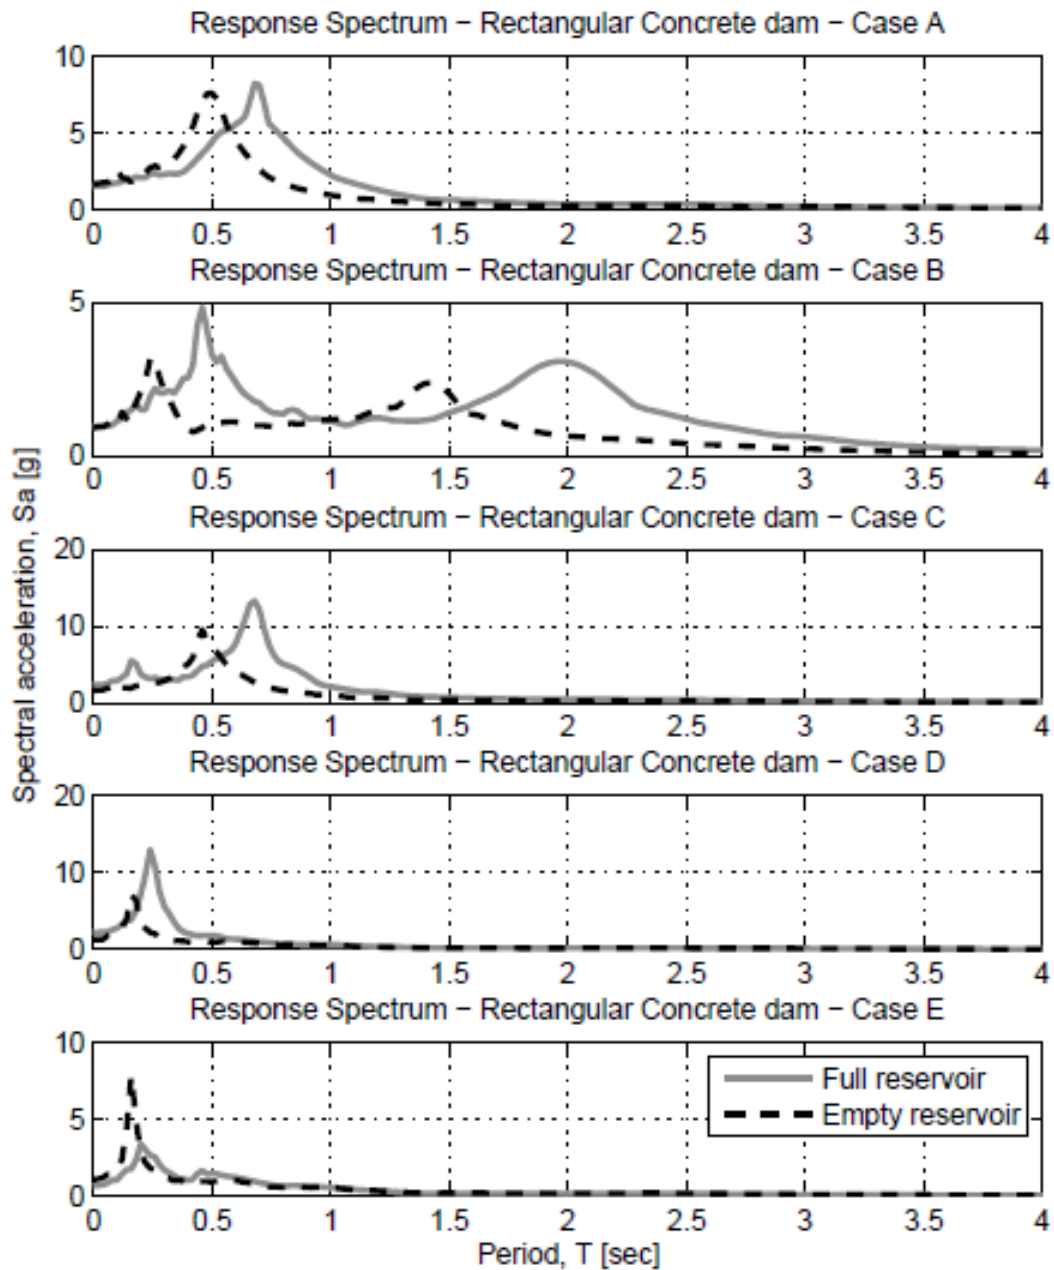 Response Spectrum − Rectangular Concrete dam − Case A
10
5
0
0 0.5 1 1.5 2 2.5 3 3.5 4
Response Spectrum − Rectangular Concrete dam − Case B
5
0
0 0.5 1 1.5 2 2.5 3 3.5 4
Response Spectrum − Rectangular Concrete dam − Case C
20
10
0
0 0.5 1 1.5 2 2.5 3 3.5 4
Spectral acceleration, Sa [g]
Response Spectrum − Rectangular Concrete dam − Case D
20
10
0
0 0.5 1 1.5 2 2.5 3 3.5 4
Response Spectrum − Rectangular Concrete dam − Case E
10
5
0
Full reservoir
Empty reservoir
0 0.5 1 1.5 2 2.5 3 3.5 4
Period, T [sec]